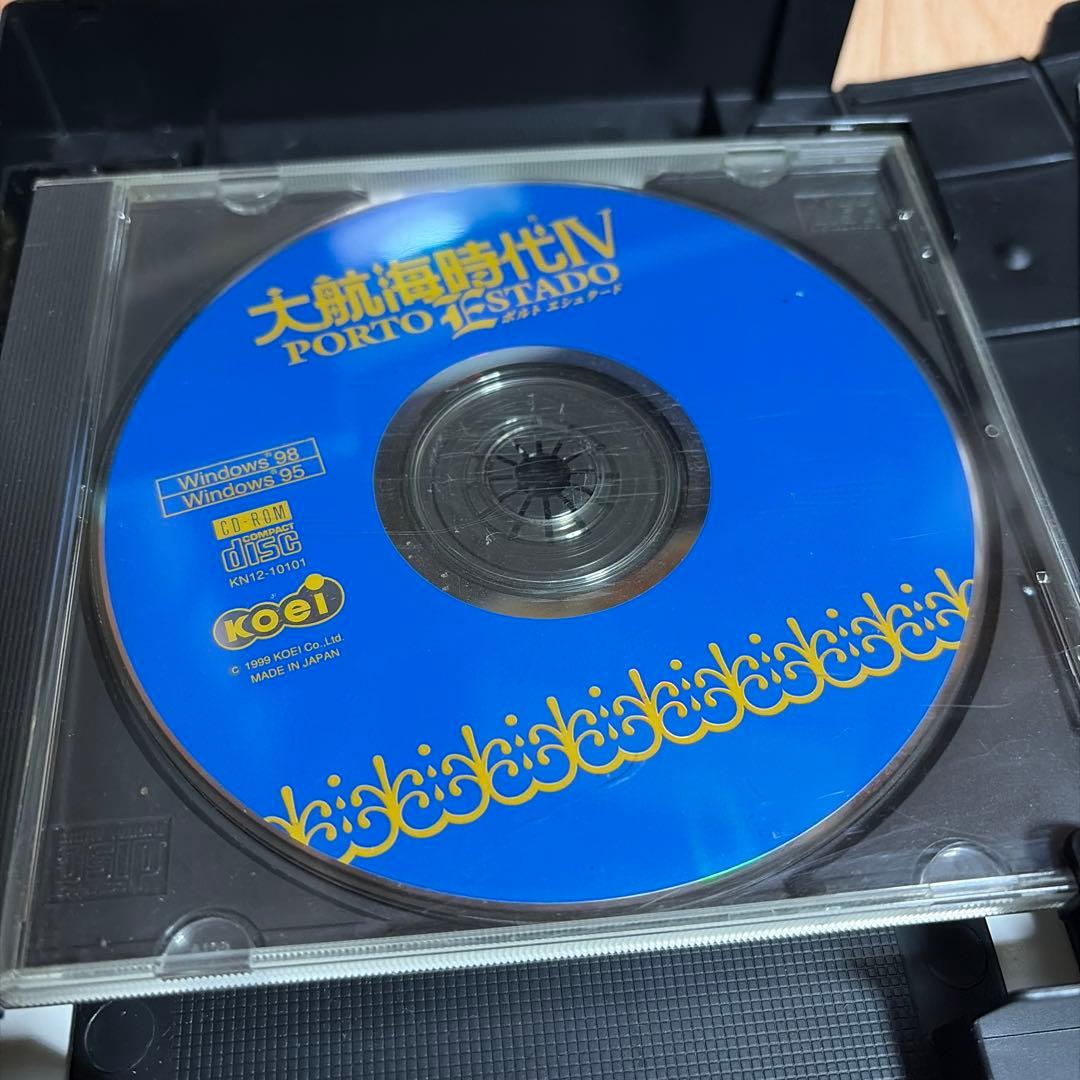 大航海時代IV
PORTO ESTADO
ポルト エシュタード
Windows®98
Windows®95
CD-ROM
COMPACT
disc
KN12-10101
KOEI
© 1999 KOEI Co.,Ltd.
MADE IN JAPAN